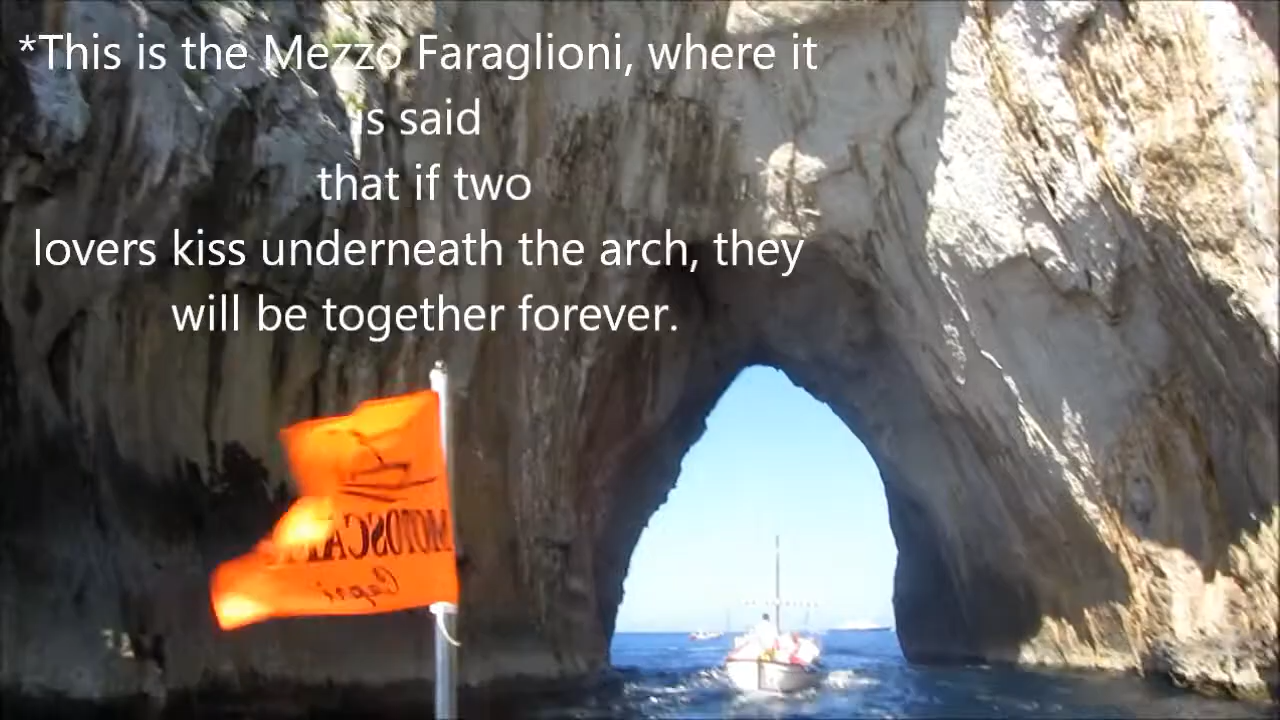 *This is the Mezzo Faraglioni, where it
is said
that if two
lovers kiss underneath the arch, they
will be together forever.
Capri